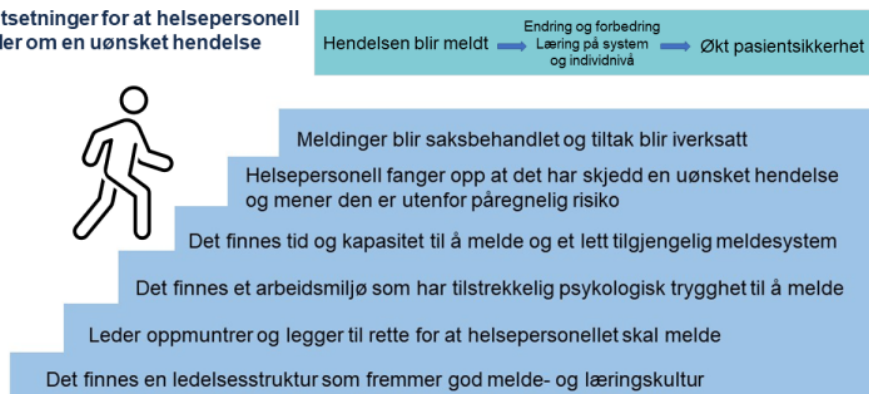 tsetninger for at helsepersonell
ler om en uønsket hendelse
Hendelsen blir meldt
Endring og forbedring
Læring på system
og individnivå
Økt pasientsikkerhet
Meldinger blir saksbehandlet og tiltak blir iverksatt
Helsepersonell fanger opp at det har skjedd en uønsket hendelse
og mener den er utenfor påregnelig risiko
Det finnes tid og kapasitet til å melde og et lett tilgjengelig meldesystem
Det finnes et arbeidsmiljø som har tilstrekkelig psykologisk trygghet til å melde
Leder oppmuntrer og legger til rette for at helsepersonellet skal melde
Det finnes en ledelsesstruktur som fremmer god melde- og læringskultur